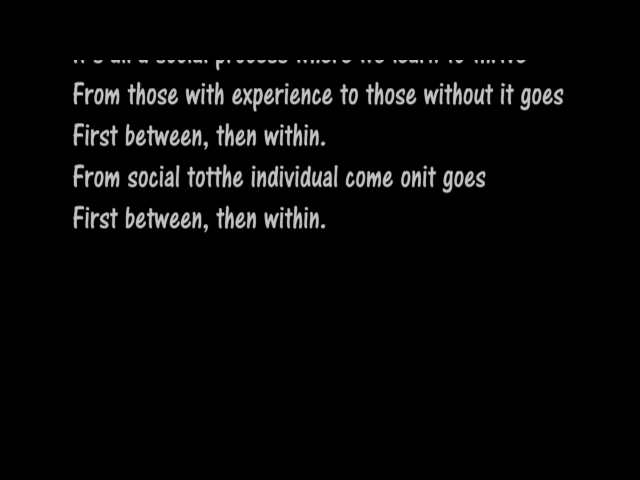 It's all a social process where we learn to thrive
From those with experience to those without it goes
First between, then within.
From social totthe individual come onit goes
First between, then within.